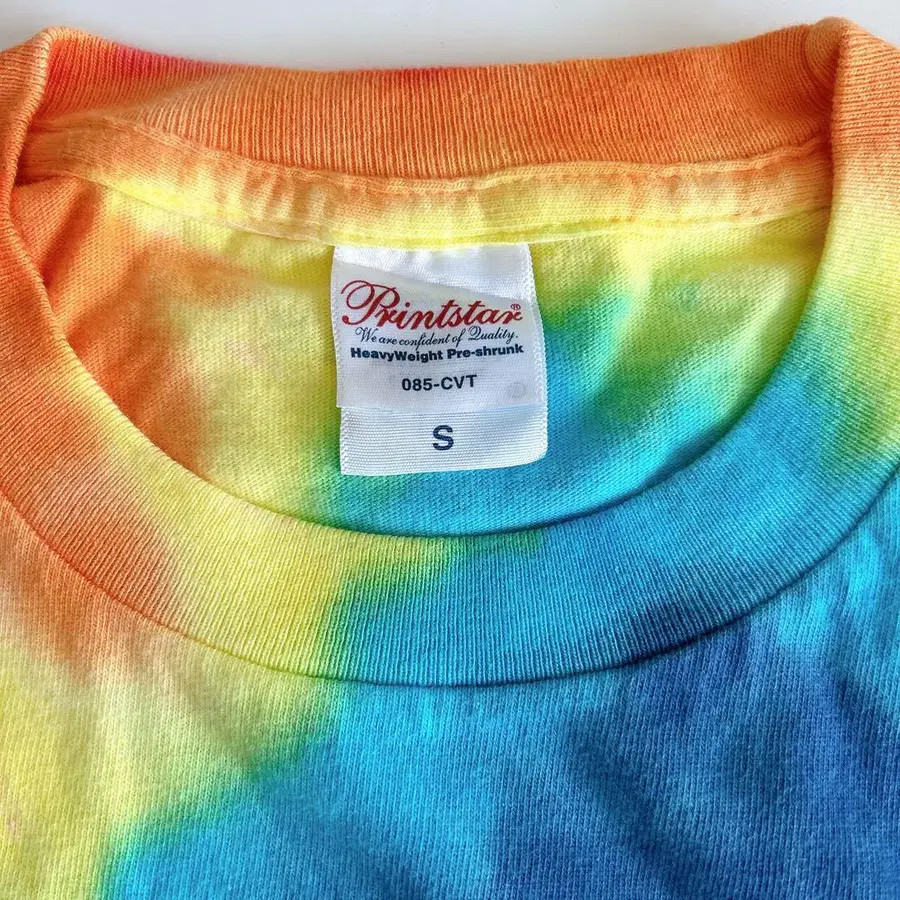 Printstar®
We are confident of Quality.
HeavyWeight Pre-shrunk
085-CVT
S